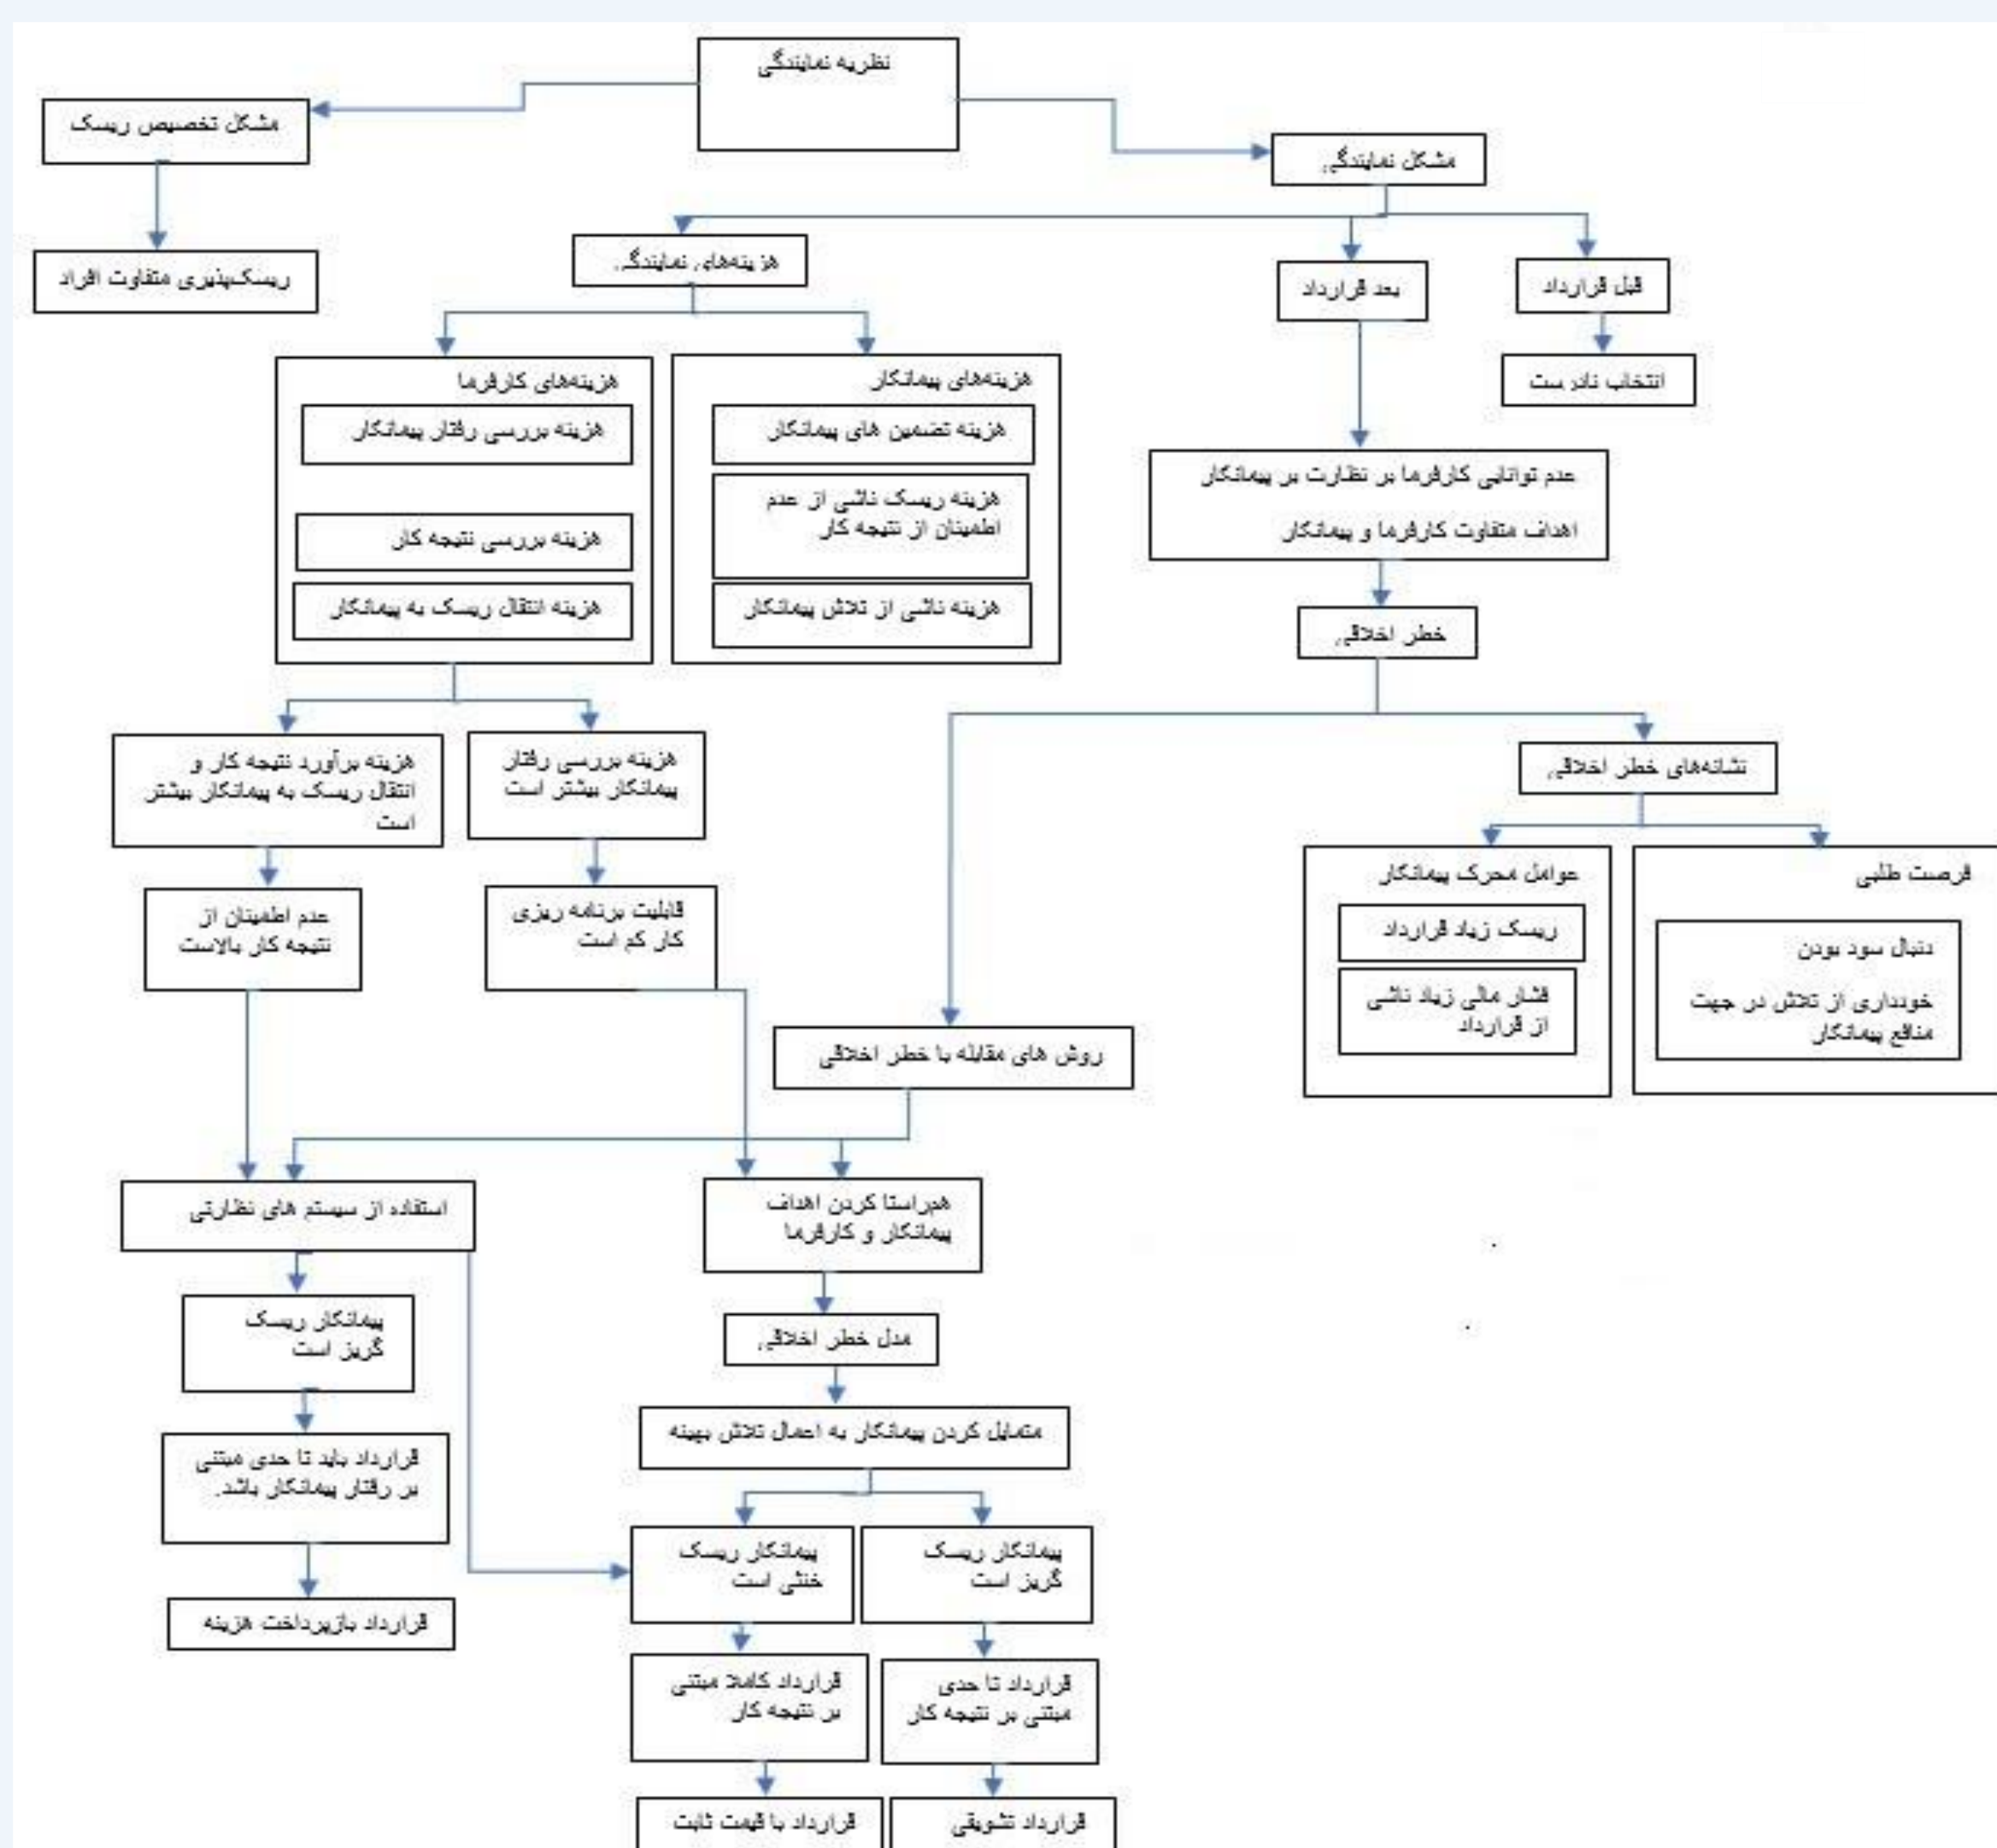 نظریه نمایندگی
مشکل تخصیص ریسک
مشکل نمایندگی
ریسک‌پذیری متفاوت افراد
هزینه‌های نمایندگی
بعد قرارداد
قبل قرارداد
انتخاب نادرست
هزینه‌های کارفرما
هزینه بررسی رفتار پیمانکار
هزینه بررسی نتیجه کار
هزینه انتقال ریسک به پیمانکار
هزینه‌های پیمانکار
هزینه تضمین های پیمانکار
هزینه ریسک ناشی از عدم
اطمینان از نتیجه کار
هزینه ناشی از تلاش پیمانکار
عدم توانایی کارفرما بر نظارت بر پیمانکار
اهداف متفاوت کارفرما و پیمانکار
خطر اخلاقی
هزینه برآورد نتیجه کار و
انتقال ریسک به پیمانکار بیشتر
است
هزینه بررسی رفتار
پیمانکار بیشتر است
نشانه‌های خطر اخلاقی
عدم اطمینان از
نتیجه کار بالاست
قابلیت برنامه ریزی
کار کم است
عوامل محرک پیمانکار
ریسک زیاد قرارداد
فشار مالی زیاد ناشی
از قرارداد
فرصت طلبی
دنبال سود بودن
خودداری از تلاش در جهت
منافع پیمانکار
روش های مقابله با خطر اخلاقی
استفاده از سیستم های نظارتی
هم‌راستا کردن اهداف
پیمانکار و کارفرما
پیمانکار ریسک
گریز است
مدل خطر اخلاقی
متمایل کردن پیمانکار به اعمال تلاش بهینه
قرارداد باید تا حدی مبتنی
بر رفتار پیمانکار باشد.
قرارداد بازپرداخت هزینه
پیمانکار ریسک
خنثی است
پیمانکار ریسک
گریز است
قرارداد کاملا مبتنی
بر نتیجه کار
قرارداد تا حدی
مبتنی بر نتیجه کار
قرارداد با قیمت ثابت
قرارداد تشویقی